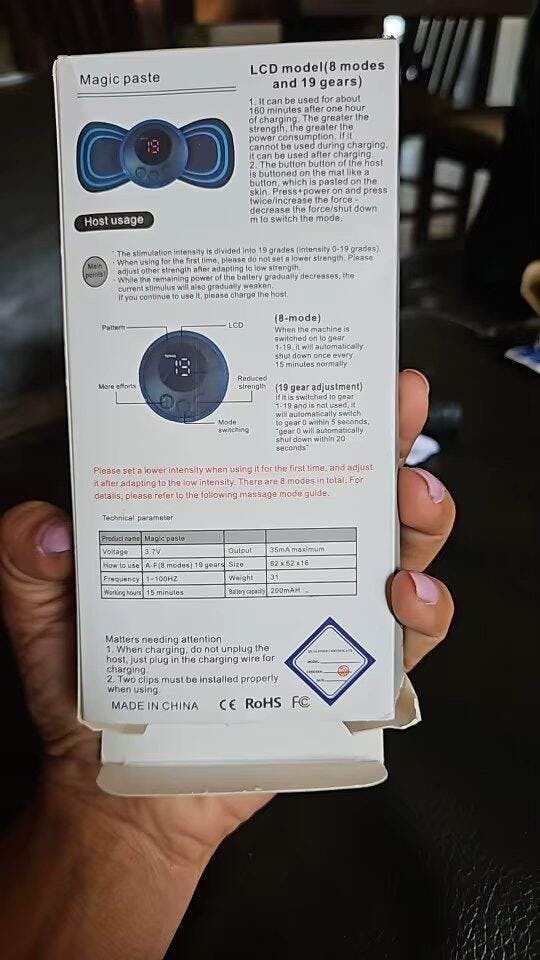 Magic paste
LCD model(8 modes
and 19 gears)
19
1. It can be used for about
160 minutes after one hour
of charging. The greater the
strength, the greater the
power consumption. If it
cannot be used during charging,
it can be used after charging.
2. The button button of the host
is buttoned on the mat like a
button, which is pasted on the
skin. Press+power on and press
twice/increase the force -
decrease the force/shut down
m to switch the mode.
Host usage
Main
points
* The stimulation intensity is divided into 19 grades (intensity 0-19 grades).
- When using for the first time, please do not set a lower strength. Please
adjust other strength after adapting to low strength.
- While the remaining power of the battery gradually decreases, the
current stimulus will also gradually weaken.
If you continue to use it, please charge the host.
Pattern
LCD
19
More efforts
Reduced
strength
Mode
switching
(8-mode)
When the machine is
switched on to gear
1-19, it will automatically
shut down once every
15 minutes normally
(19 gear adjustment)
If it is switched to gear
1-19 and is not used, it
will automatically switch
to gear 0 within 5 seconds,
"gear 0 will automatically
shut down within 20
seconds"
Please set a lower intensity when using it for the first time, and adjust
it after adapting to the low intensity. There are 8 modes in total. For
details, please refer to the following massage mode guide.
Technical parameter
Product name Magic paste
Voltage 3.7V Output 35mA maximum
How to use A-F(8 modes) 19 gears Size 62 x 62 x16
Frequency 1-100HZ Weight 31
Working hours 15 minutes Battery capacity 200mAH
Matters needing attention
1. When charging, do not unplug the
host, just plug in the charging wire for
charging.
2. Two clips must be installed properly
when using.
MADE IN CHINA CE RoHS FC